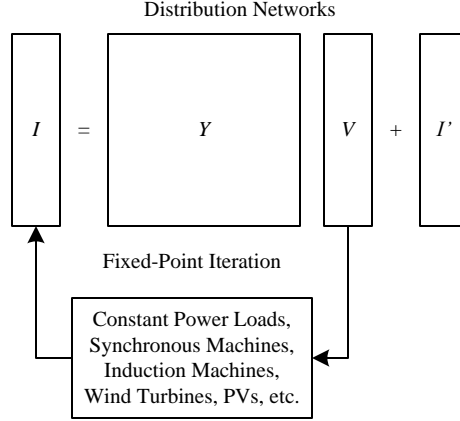 Distribution Networks
I = Y V + I'
Fixed-Point Iteration
Constant Power Loads,
Synchronous Machines,
Induction Machines,
Wind Turbines, PVs, etc.